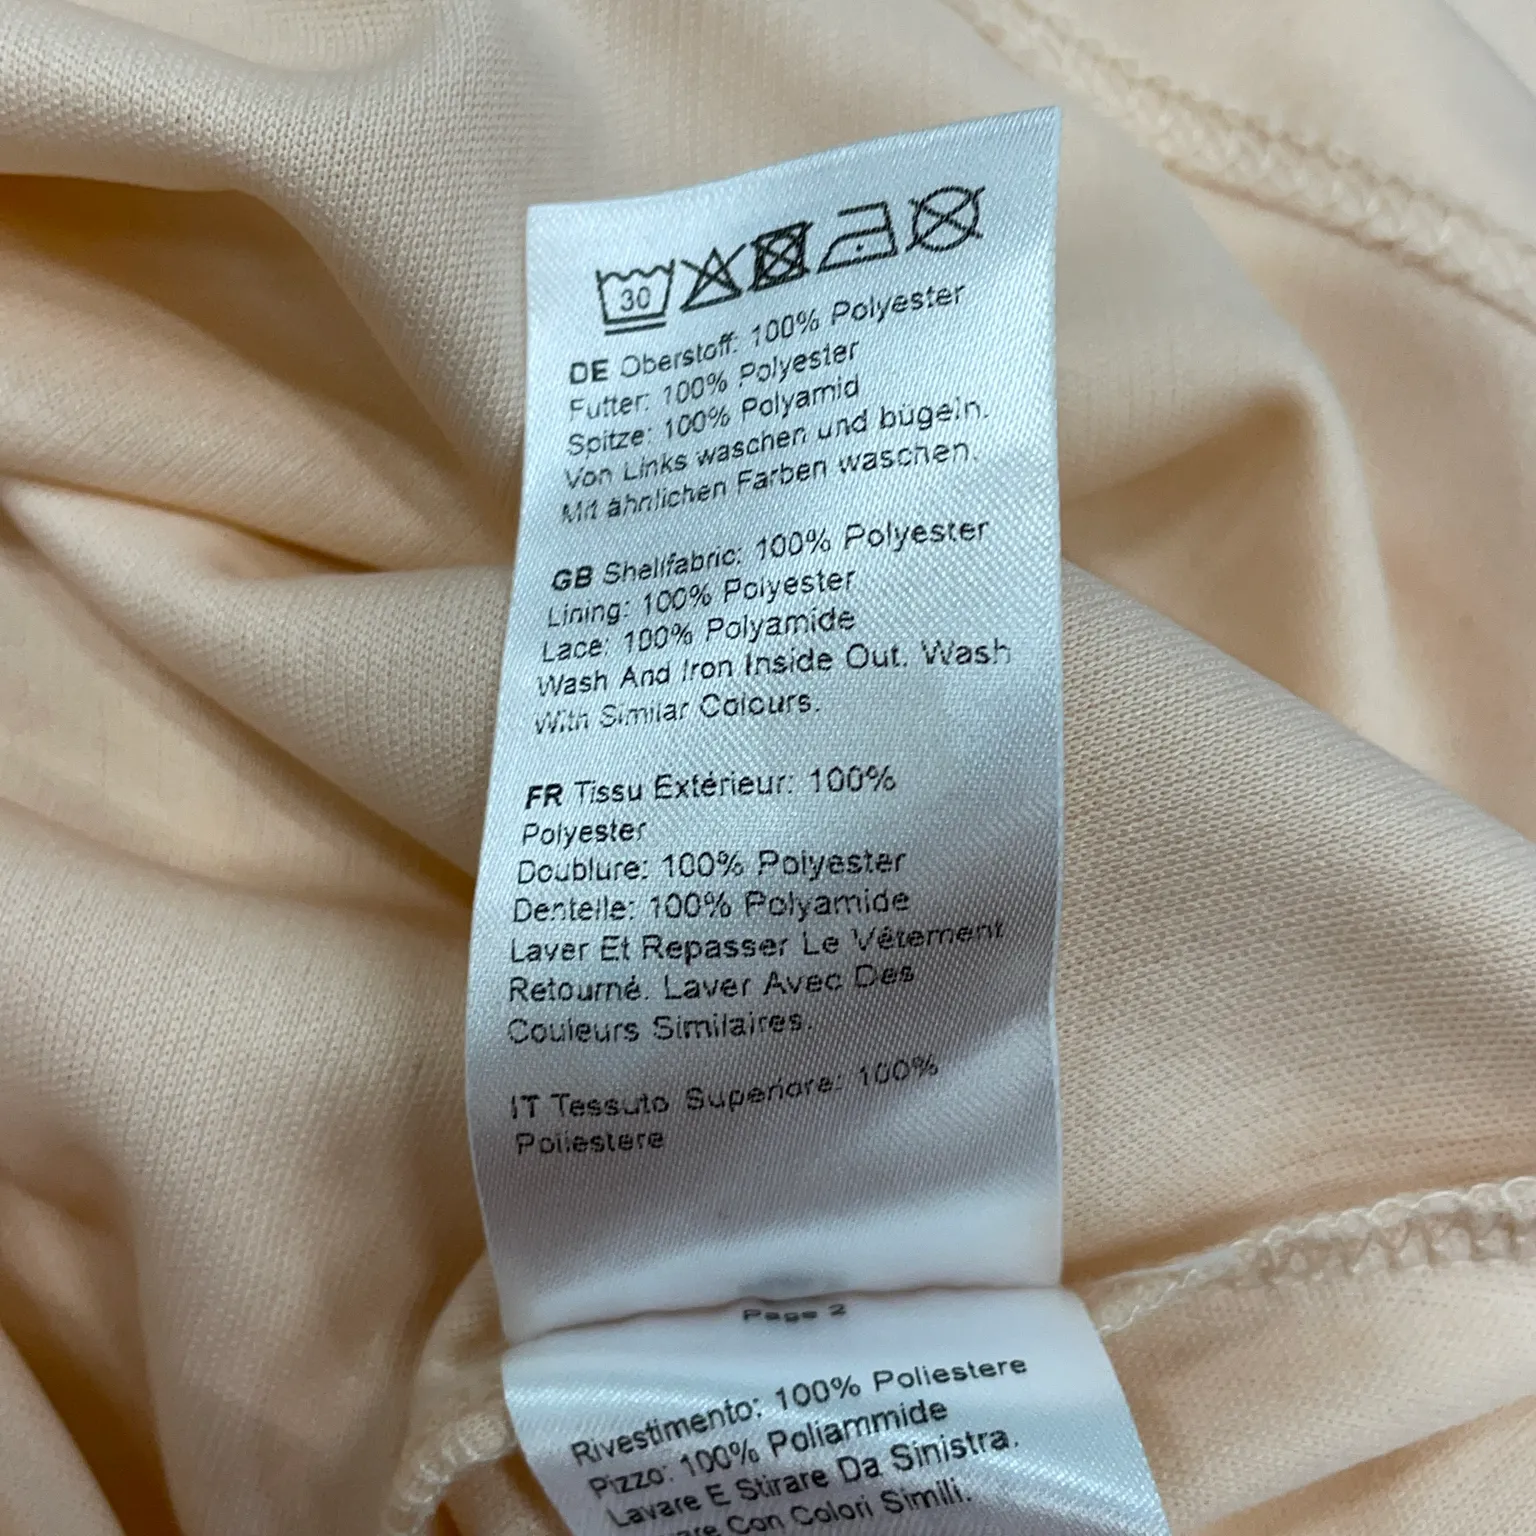 30
DE Oberstoff: 100% Polyester
Futter: 100% Polyester
Spitze: 100% Polyamid
Von Links waschen und bügeln.
Mit ähnlichen Farben waschen.
GB Shellfabric: 100% Polyester
Lining: 100% Polyester
Lace: 100% Polyamide
Wash And Iron Inside Out. Wash
With Similar Colours.
FR Tissu Extérieur: 100%
Polyester
Doublure: 100% Polyester
Dentelle: 100% Polyamide
Laver Et Repasser Le Vêtement
Retourné. Laver Avec Des
Couleurs Similaires.
IT Tessuto Superiore: 100%
Poliestere
Page 2
Rivestimento: 100% Poliestere
Pizzo: 100% Poliammide
Lavare E Stirare Da Sinistra.
Con Colori Simili.